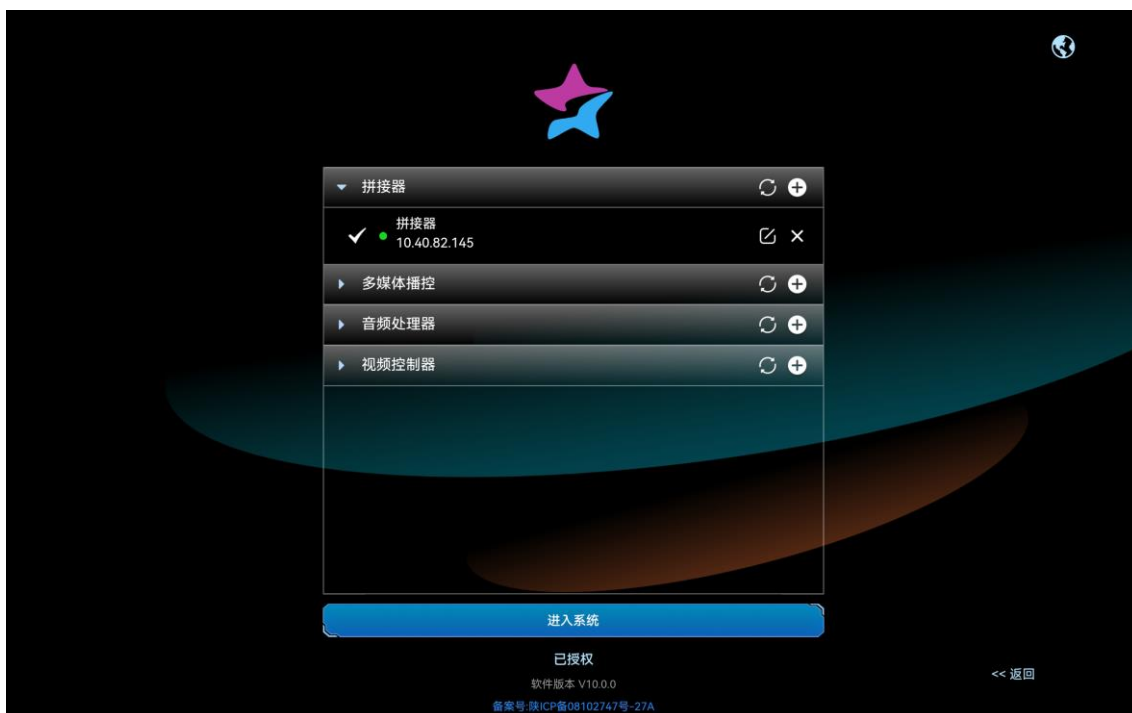 拼接器
拼接器
10.40.82.145
多媒体播控
音频处理器
视频控制器
进入系统
已授权
<< 返回
软件版本 V10.0.0
备案号:陕ICP备08102747号-27A